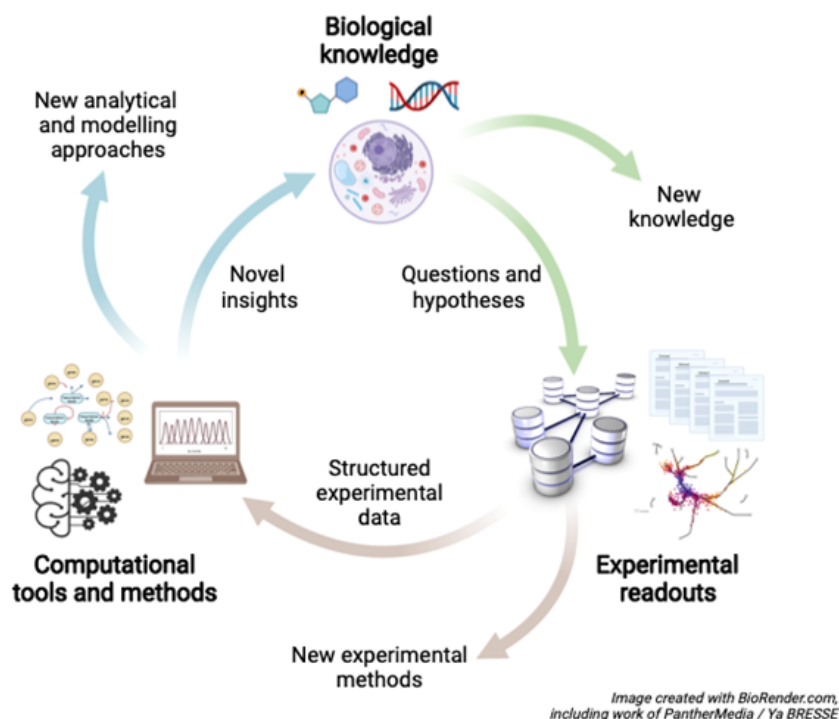 Biological
knowledge
New analytical
and modelling
approaches
New
knowledge
Novel
insights
Questions and
hypotheses
Structured
experimental
data
Computational
tools and methods
Experimental
readouts
New experimental
methods
Image created with BioRender.com,
including work of PantherMedia / Ya BRESSE